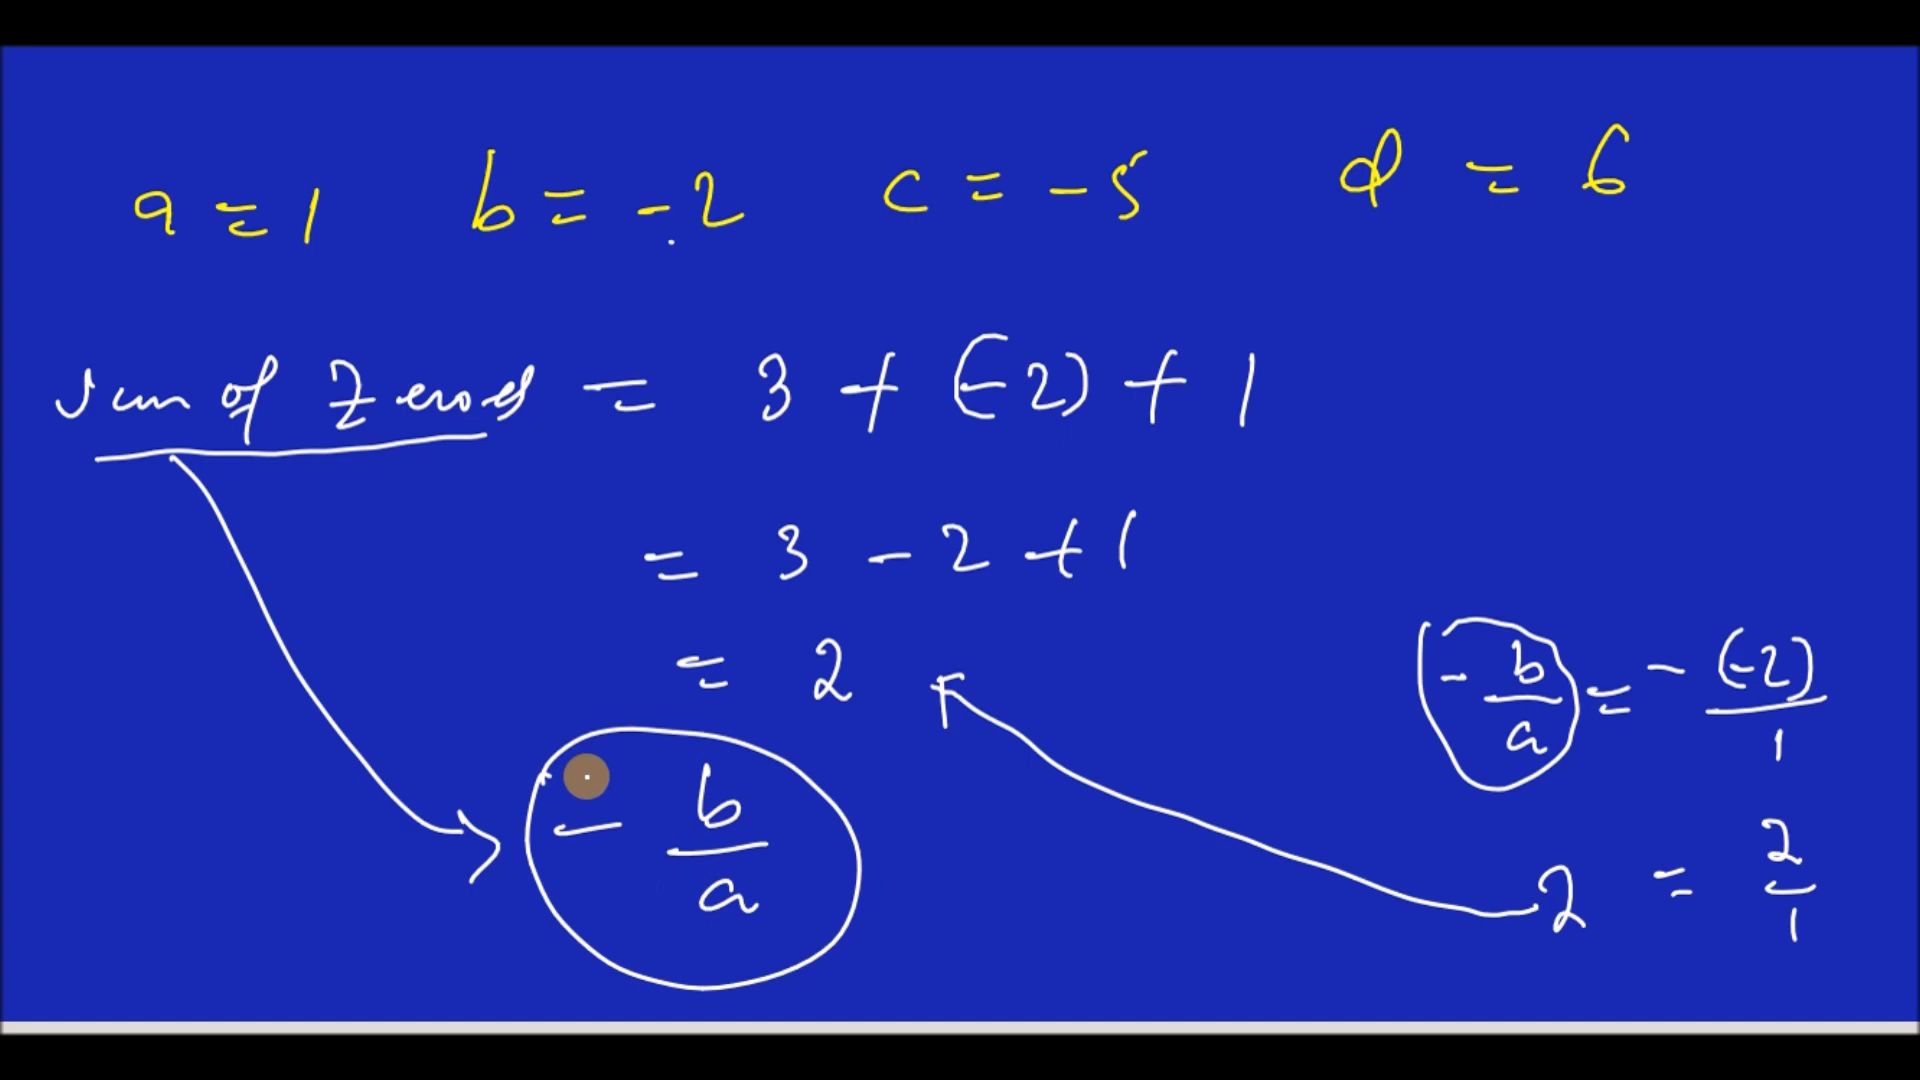 a = 1 b = -2 c = -5 d = 6
Sum of Zeroes = 3 + (-2) + 1
= 3 - 2 + 1
= 2
- b/a
- b/a = - (-2)/1
2 = 2/1